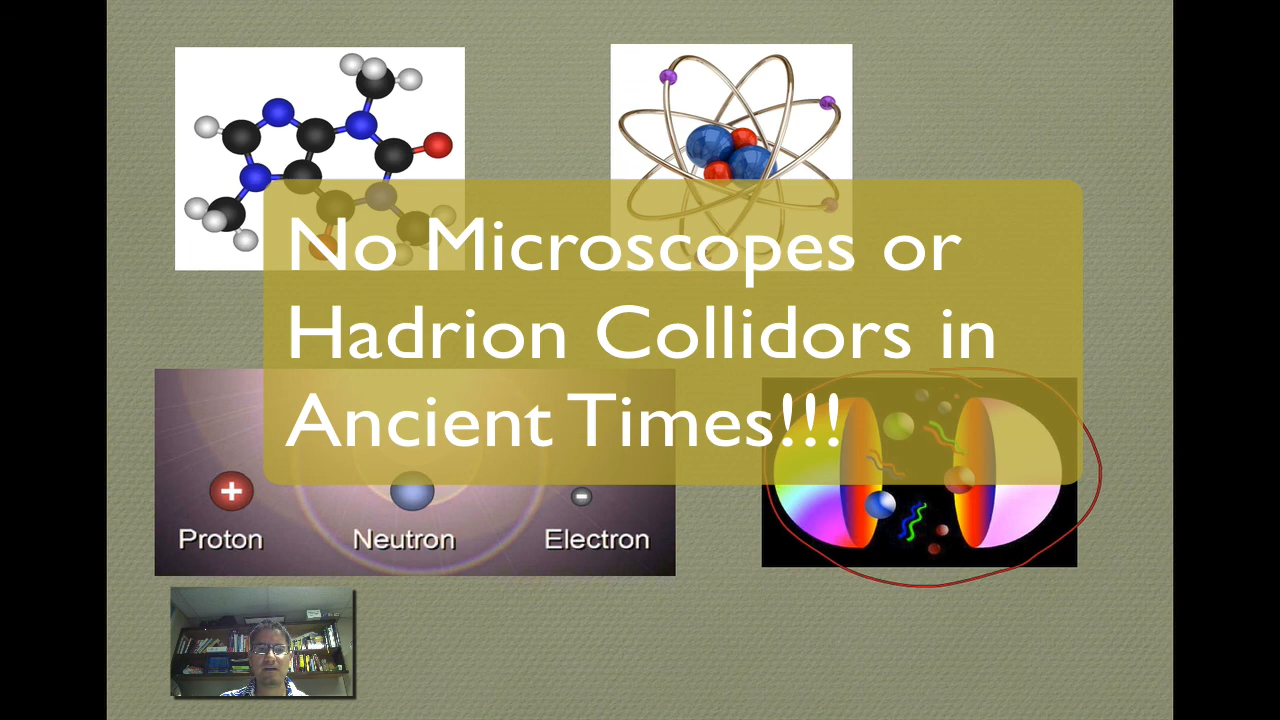 No Microscopes or
Hadrion Collidors in
Ancient Times!!!
+
-
Proton
Neutron
Electron